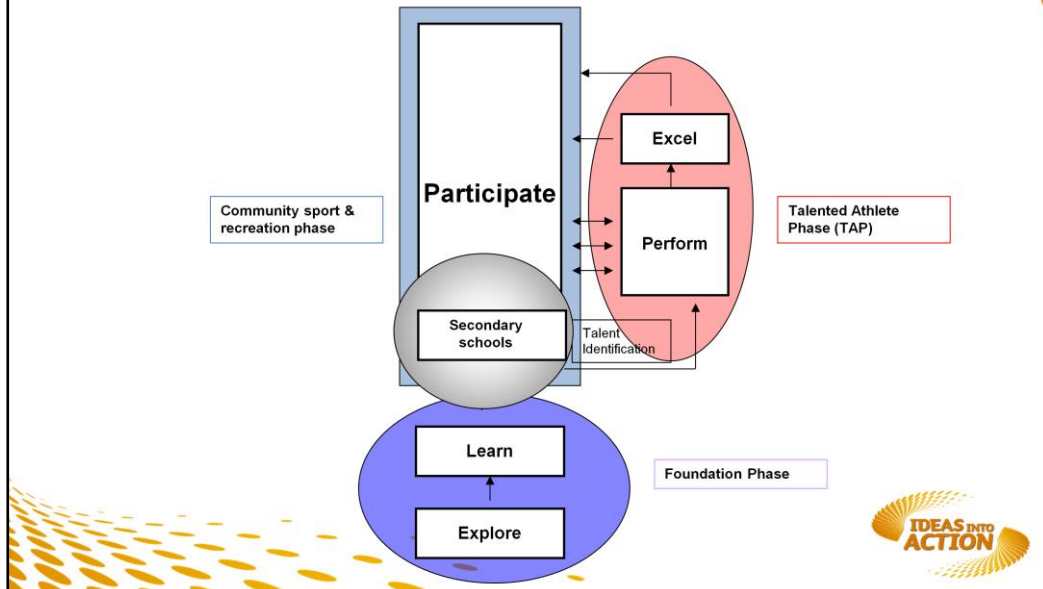 Excel
Participate
Community sport &
recreation phase
Talented Athlete
Phase (TAP)
Perform
Secondary
schools
Talent
Identification
Learn
Foundation Phase
Explore
IDEAS INTO
ACTION